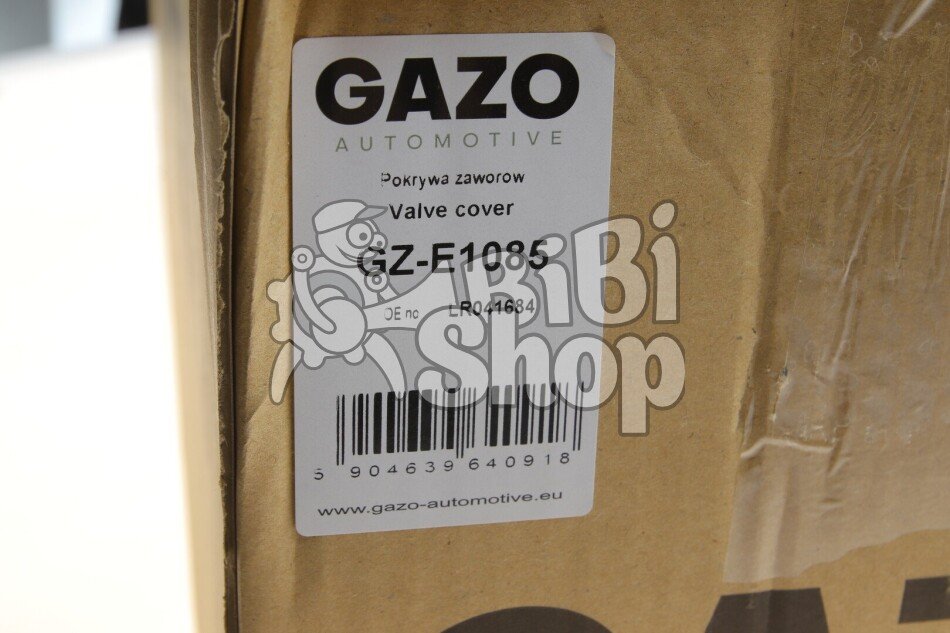 GAZO
AUTOMOTIVE
Pokrywa zaworow
Valve cover
GZ-E1085
OE no LR041684
BiBi
Shop
5 904639 640918
www.gazo-automotive.eu